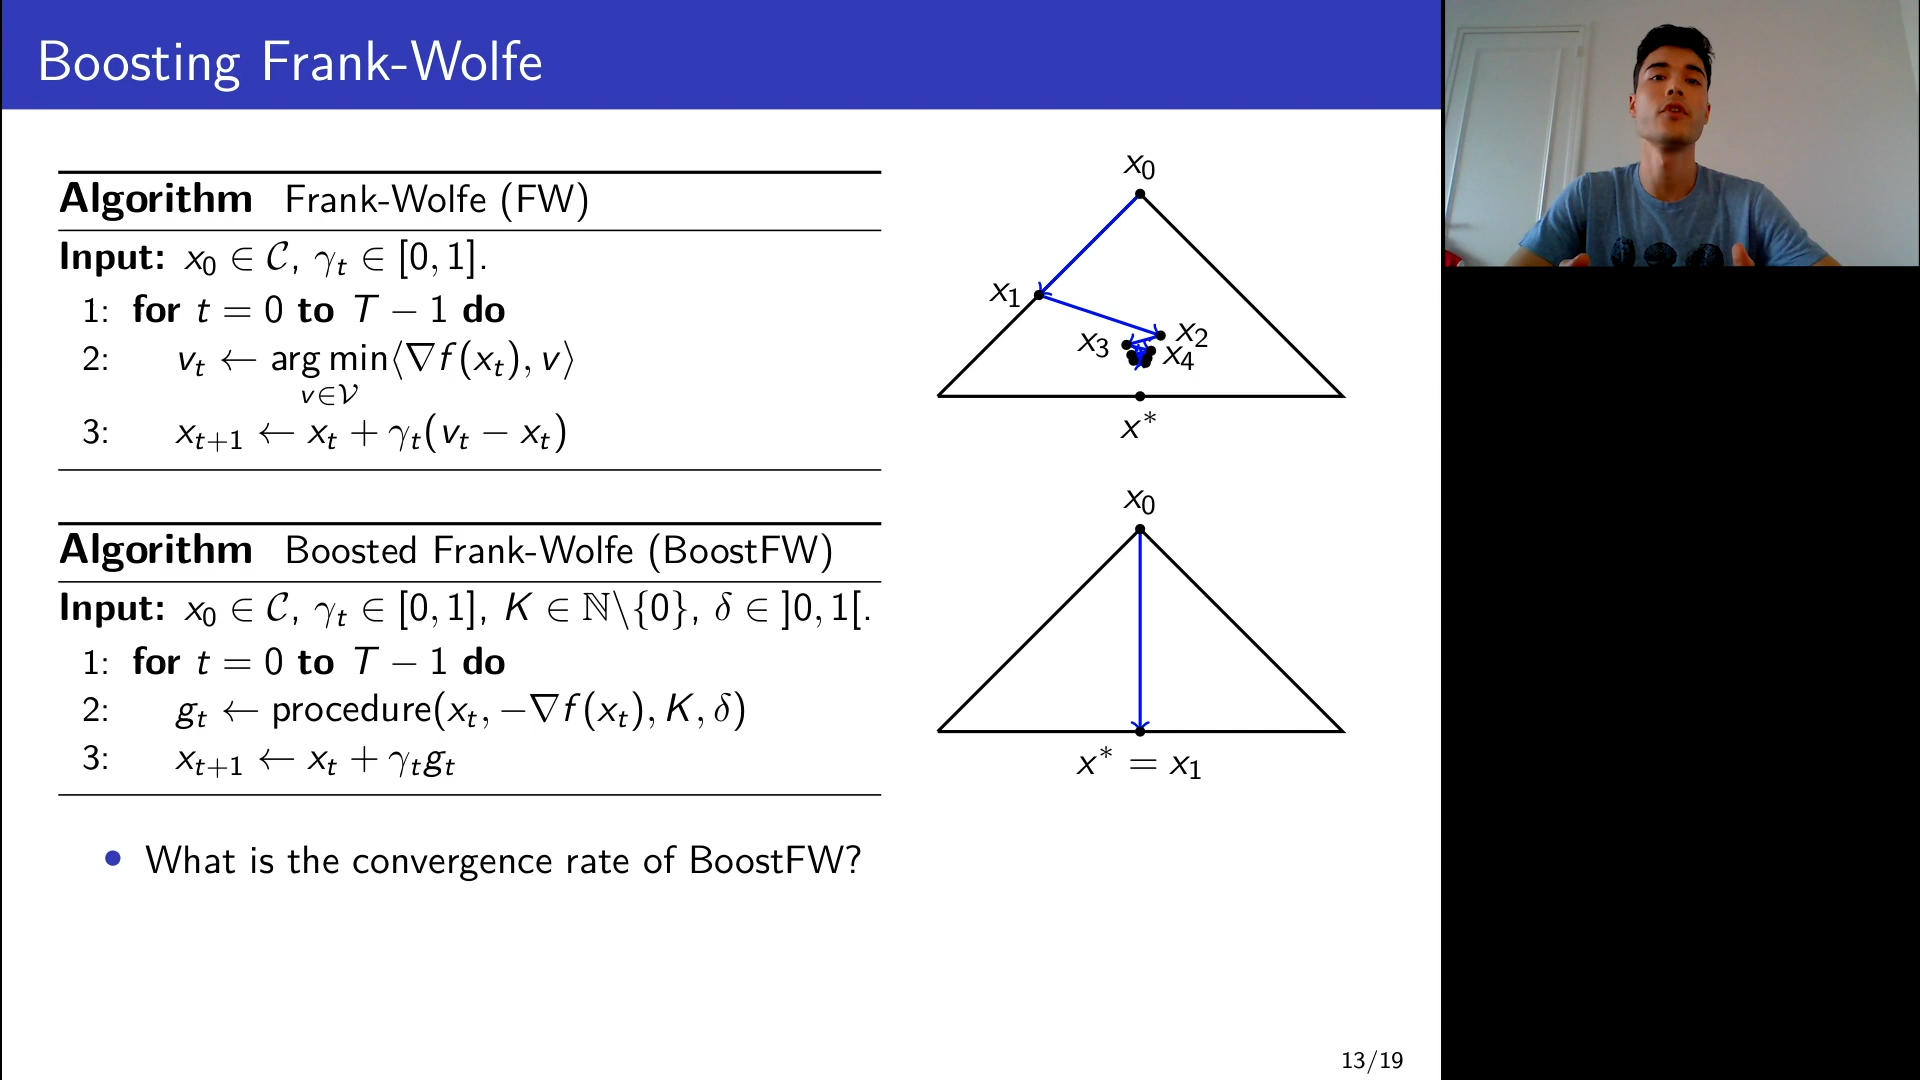 Boosting Frank-Wolfe
Algorithm Frank-Wolfe (FW)
Input: x₀ ∈ 𝒞, γₜ ∈ [0, 1].
1: for t = 0 to T − 1 do
2: vₜ ← arg min⟨∇f(xₜ), v⟩
v∈𝒱
3: xₜ₊₁ ← xₜ + γₜ(vₜ − xₜ)
x₀
x₁
x₂
x₃
x₄
x*
Algorithm Boosted Frank-Wolfe (BoostFW)
Input: x₀ ∈ 𝒞, γₜ ∈ [0, 1], K ∈ ℕ\{0}, δ ∈ ]0, 1[.
1: for t = 0 to T − 1 do
2: gₜ ← procedure(xₜ, −∇f(xₜ), K, δ)
3: xₜ₊₁ ← xₜ + γₜgₜ
x₀
x* = x₁
• What is the convergence rate of BoostFW?
13/19